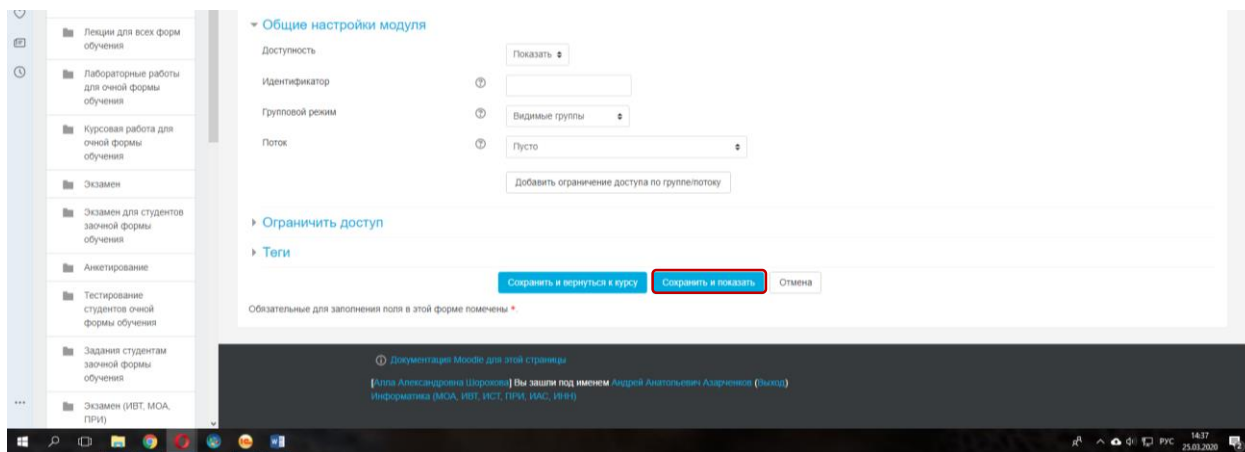 Лекции для всех форм
обучения
Лабораторные работы
для очной формы
обучения
Курсовая работа для
очной формы
обучения
Экзамен
Экзамен для студентов
заочной формы
обучения
Анкетирование
Тестирование
студентов очной
формы обучения
Задания студентам
заочной формы
обучения
Экзамен (ИВТ, МОА,
ПРИ)
Общие настройки модуля
Доступность
Показать
Идентификатор
Групповой режим
Видимые группы
Поток
Пусто
Добавить ограничение доступа по группе/потоку
Ограничить доступ
Теги
Сохранить и вернуться к курсу Сохранить и показать Отмена
Обязательные для заполнения поля в этой форме помечены *.
Документация Moodle для этой страницы
[Алла Александровна Шорохова] Вы зашли под именем Андрей Анатольевич Азарченков (Выход)
Информатика (МОА, ИВТ, ИСТ, ПРИ, ИАС, ИНН)
РУС
14:37
25.03.2020